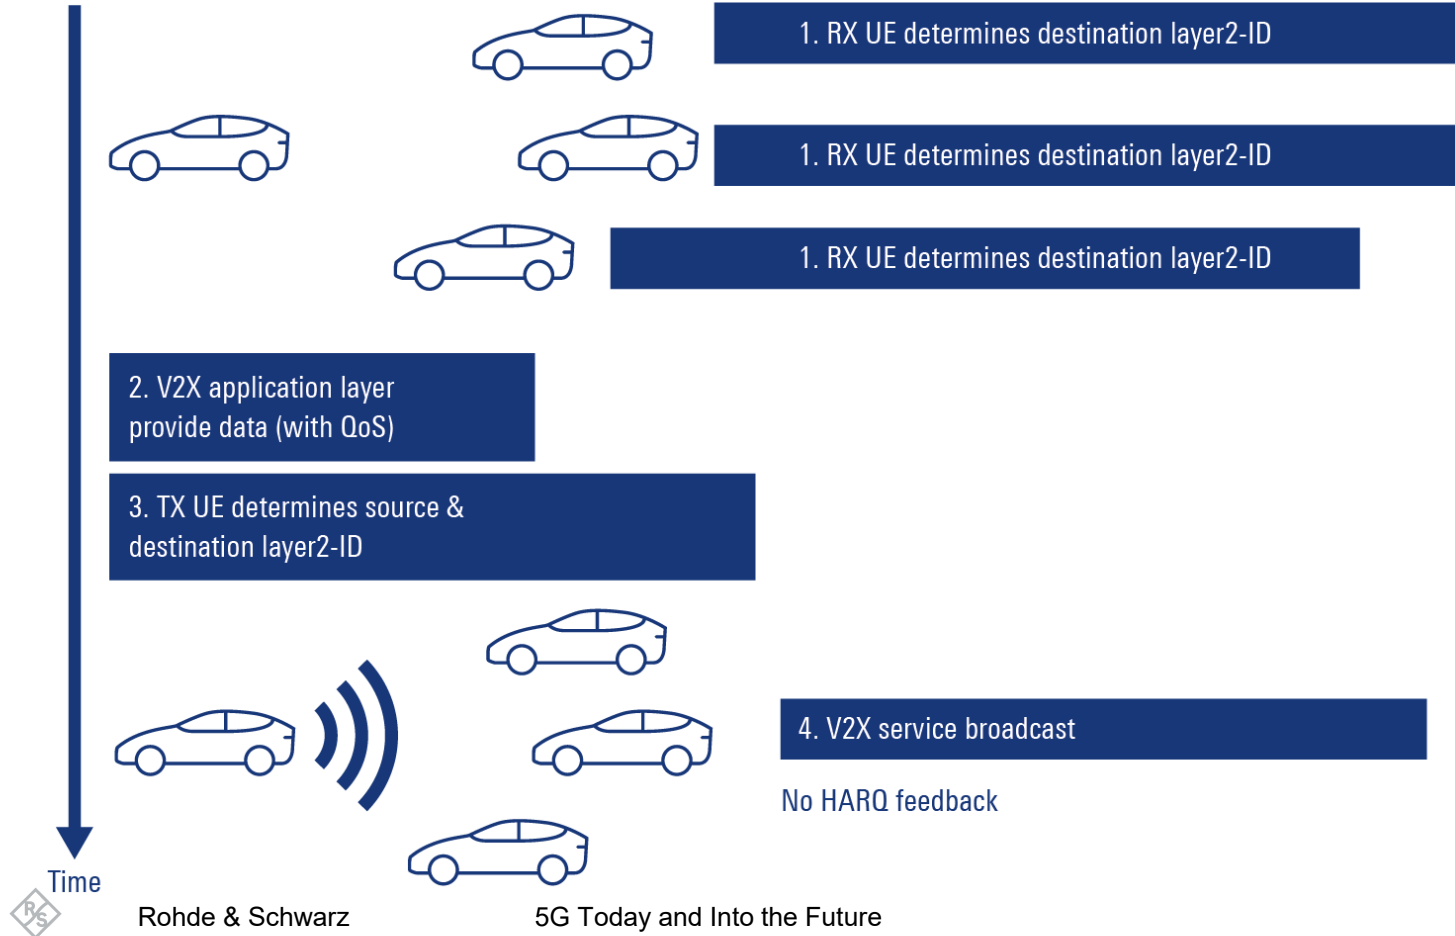 1. RX UE determines destination layer2-ID
1. RX UE determines destination layer2-ID
1. RX UE determines destination layer2-ID
2. V2X application layer
provide data (with QoS)
3. TX UE determines source &
destination layer2-ID
4. V2X service broadcast
No HARQ feedback
Time
R&S
Rohde & Schwarz
5G Today and Into the Future